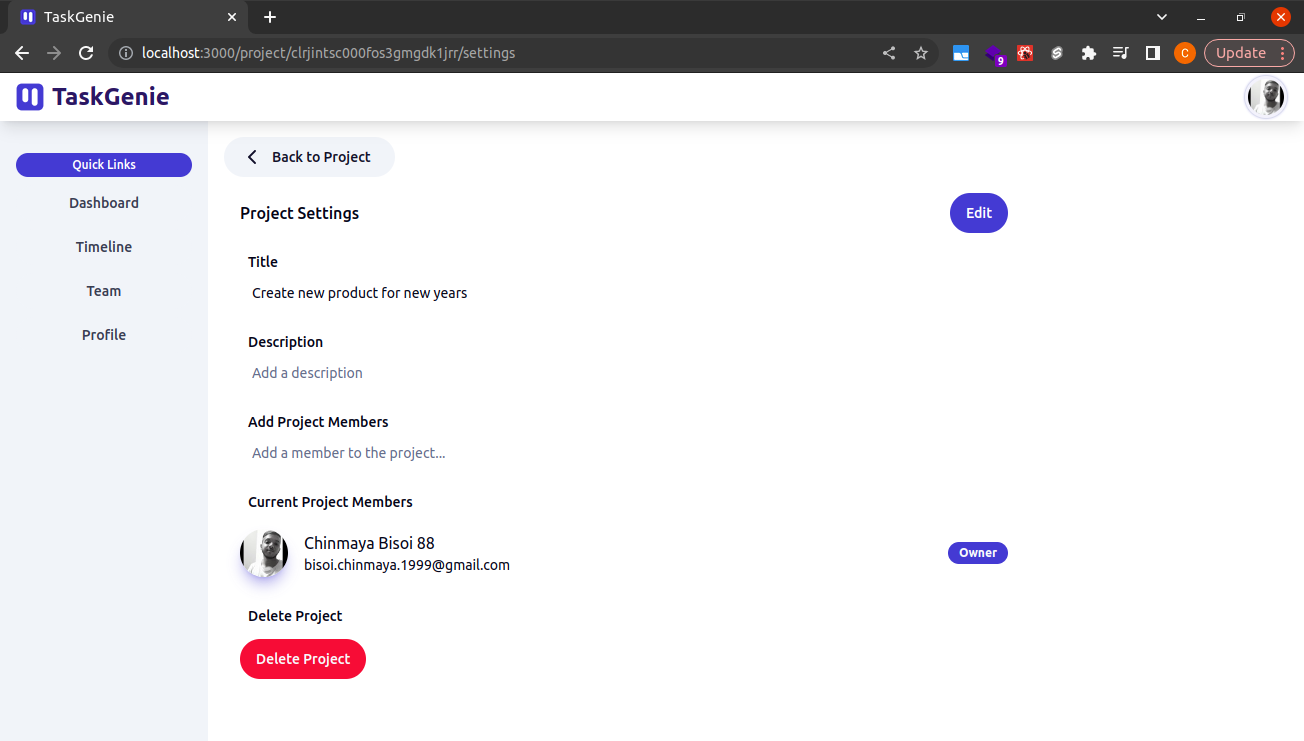 TaskGenie
localhost:3000/project/clrjintsc000fos3gmgdk1jrr/settings
9
C
Update
TaskGenie
Quick Links
Dashboard
Timeline
Team
Profile
Back to Project
Project Settings
Edit
Title
Create new product for new years
Description
Add a description
Add Project Members
Add a member to the project...
Current Project Members
Chinmaya Bisoi 88
bisoi.chinmaya.1999@gmail.com
Owner
Delete Project
Delete Project